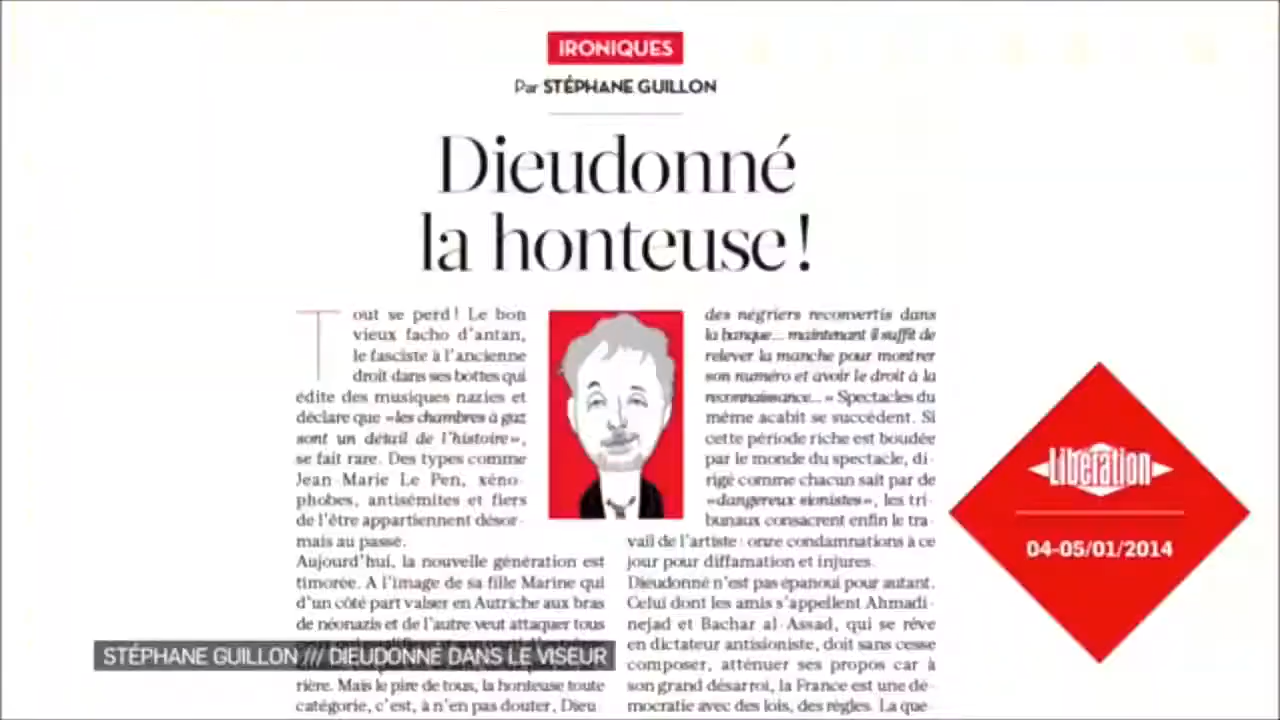 IRONIQUES
Par STÉPHANE GUILLON
Dieudonné
la honteuse!
Tout se perd! Le bon
vieux facho d'antan,
le fasciste à l'ancienne
droit dans ses bottes qui
édite des musiques nazies et
déclare que «les chambres à gaz
sont un détail de l'histoire»,
se fait rare. Des types comme
Jean-Marie Le Pen, xéno-
phobes, antisémites et fiers
de l'être appartiennent désor-
mais au passé.
Aujourd'hui, la nouvelle génération est
timorée. A l'image de sa fille Marine qui
d'un côté part valser en Autriche aux bras
de néonazis et de l'autre veut attaquer tous
rière. Mais le pire de tous, la honteuse toute
catégorie, c'est, à n'en pas douter, Dieu-
des négriers reconvertis dans
la banque... maintenant il suffit de
relever la manche pour montrer
son numéro et avoir le droit à la
reconnaissance...» Spectacles du
même acabit se succèdent. Si
cette période riche est boudée
par le monde du spectacle, di-
rigé comme chacun sait par de
«dangereux sionistes», les tri-
bunaux consacrent enfin le tra-
vail de l'artiste: onze condamnations à ce
jour pour diffamation et injures.
Dieudonné n'est pas épanoui pour autant.
Celui dont les amis s'appellent Ahmadi-
nejad et Bachar al-Assad, qui se rêve
en dictateur antisioniste, doit sans cesse
composer, atténuer ses propos car à
son grand désarroi, la France est une dé-
mocratie avec des lois, des règles. La que-
Libération
04-05/01/2014
STÉPHANE GUILLON /// DIEUDONNÉ DANS LE VISEUR